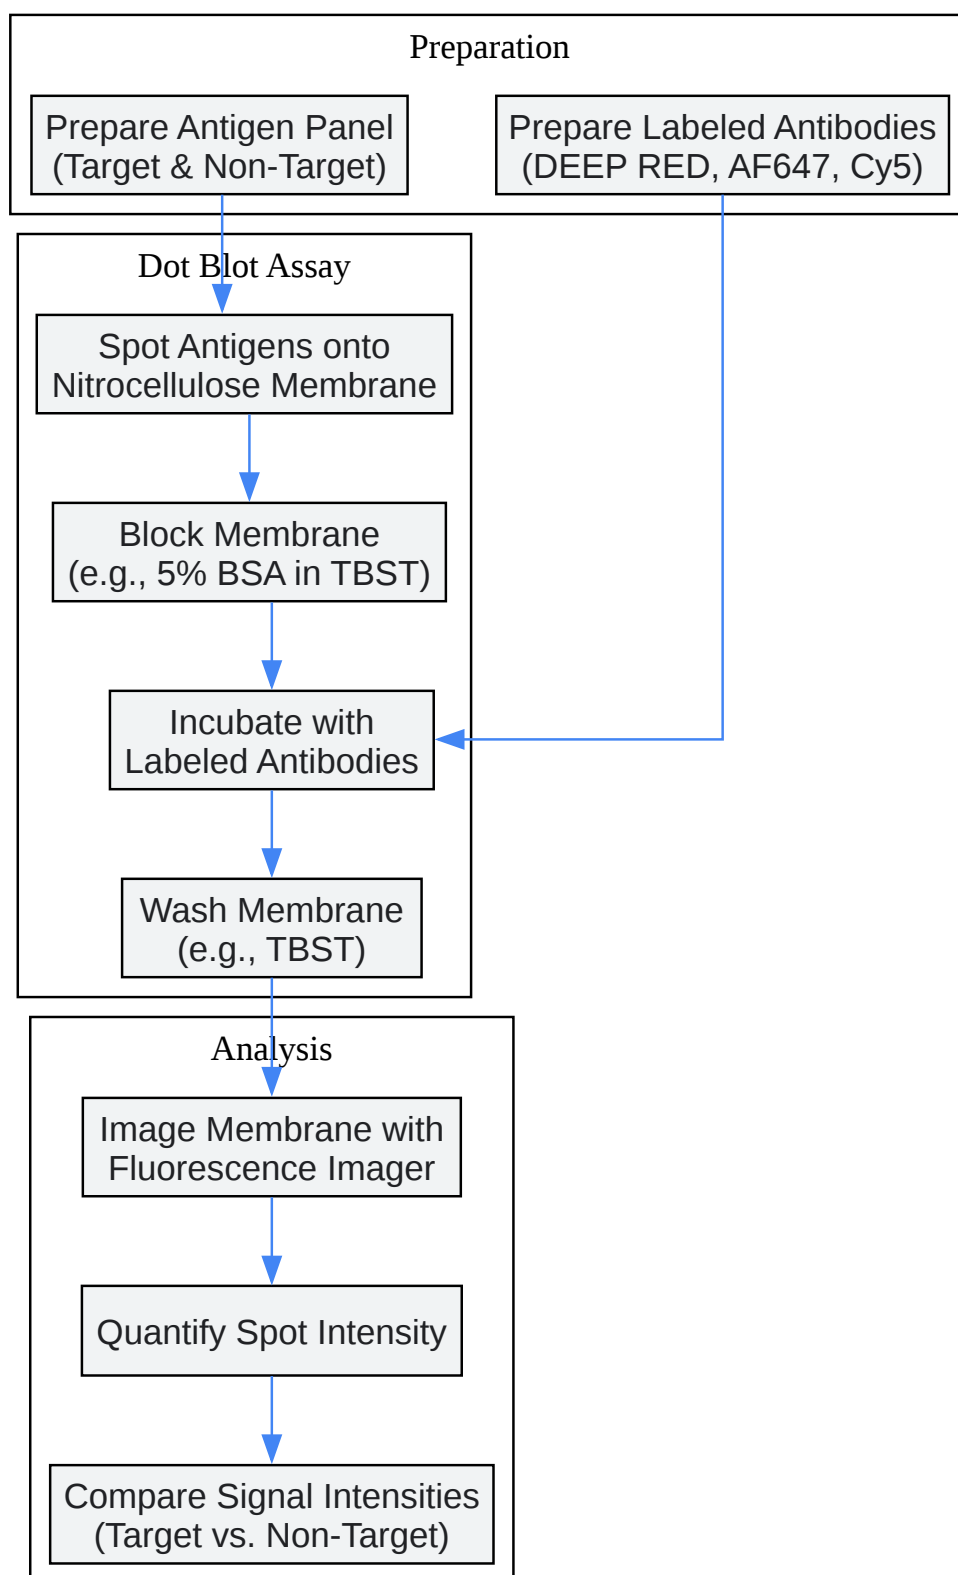 Preparation
Prepare Antigen Panel
(Target & Non-Target)
Prepare Labeled Antibodies
(DEEP RED, AF647, Cy5)
Dot Blot Assay
Spot Antigens onto
Nitrocellulose Membrane
Block Membrane
(e.g., 5% BSA in TBST)
Incubate with
Labeled Antibodies
Wash Membrane
(e.g., TBST)
Analysis
Image Membrane with
Fluorescence Imager
Quantify Spot Intensity
Compare Signal Intensities
(Target vs. Non-Target)